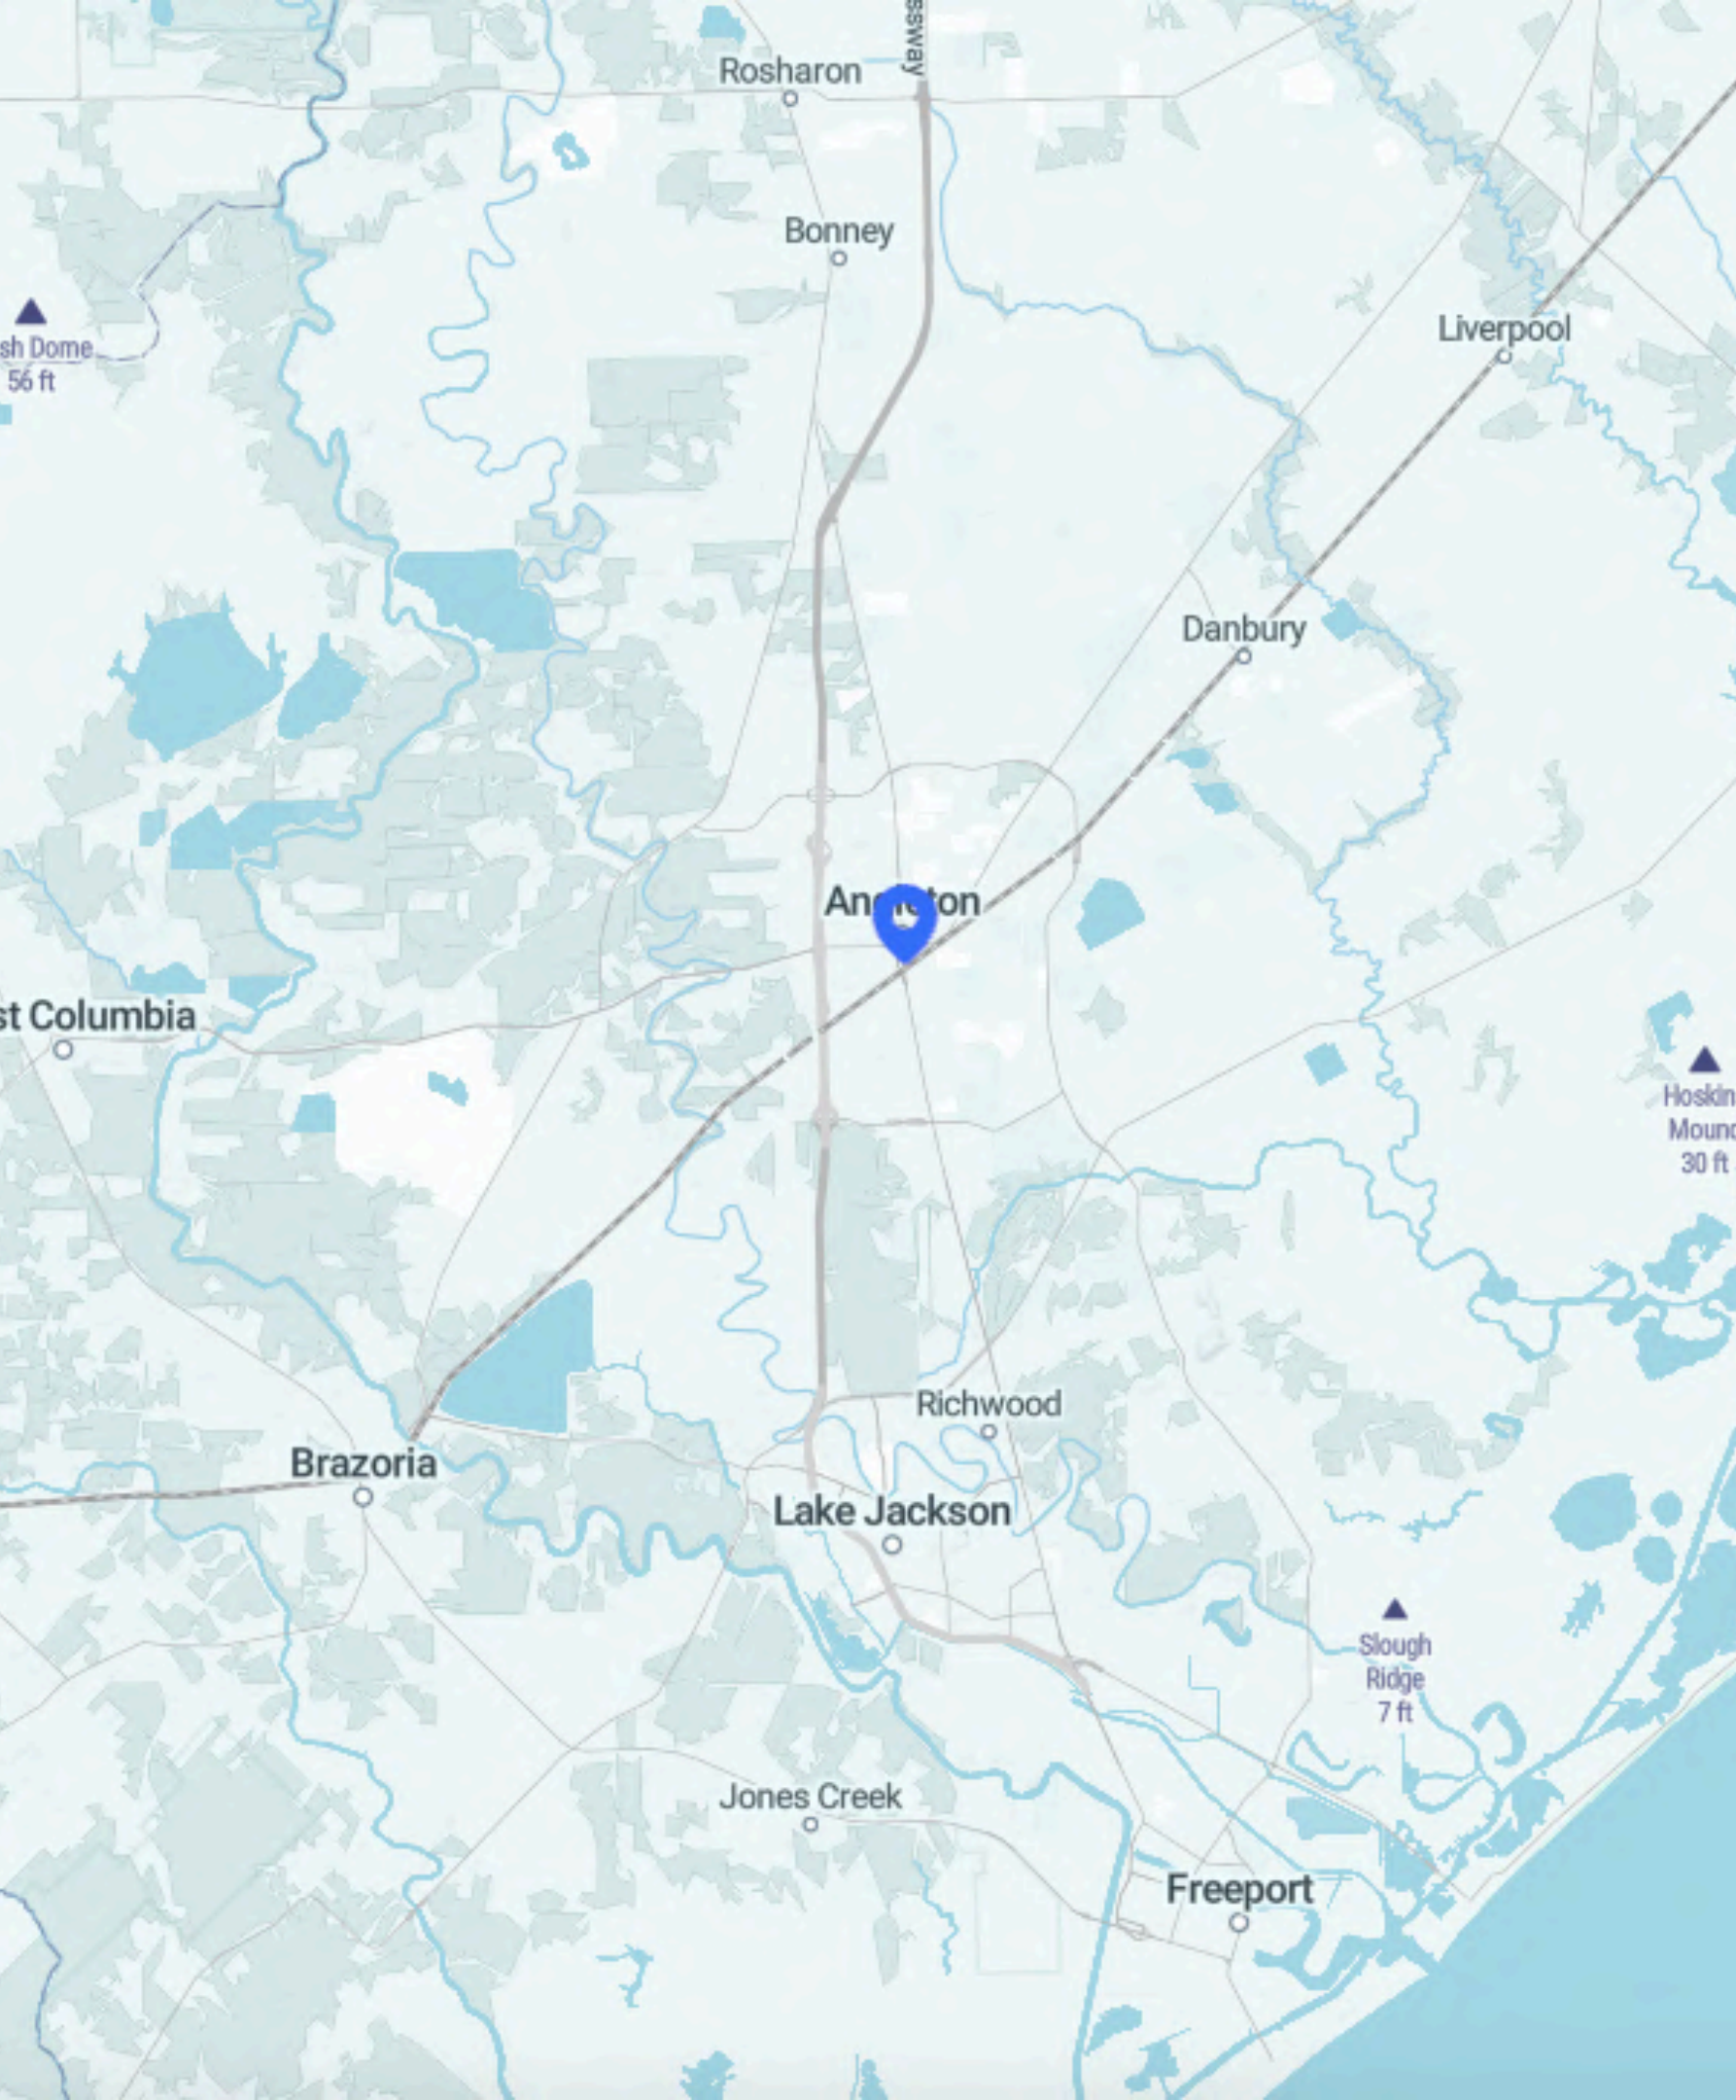 ssway
Rosharon
Bonney
Liverpool
sh Dome
56 ft
Danbury
Angleton
st Columbia
Hoskin
Mound
30 ft
Richwood
Brazoria
Lake Jackson
Slough
Ridge
7 ft
Jones Creek
Freeport